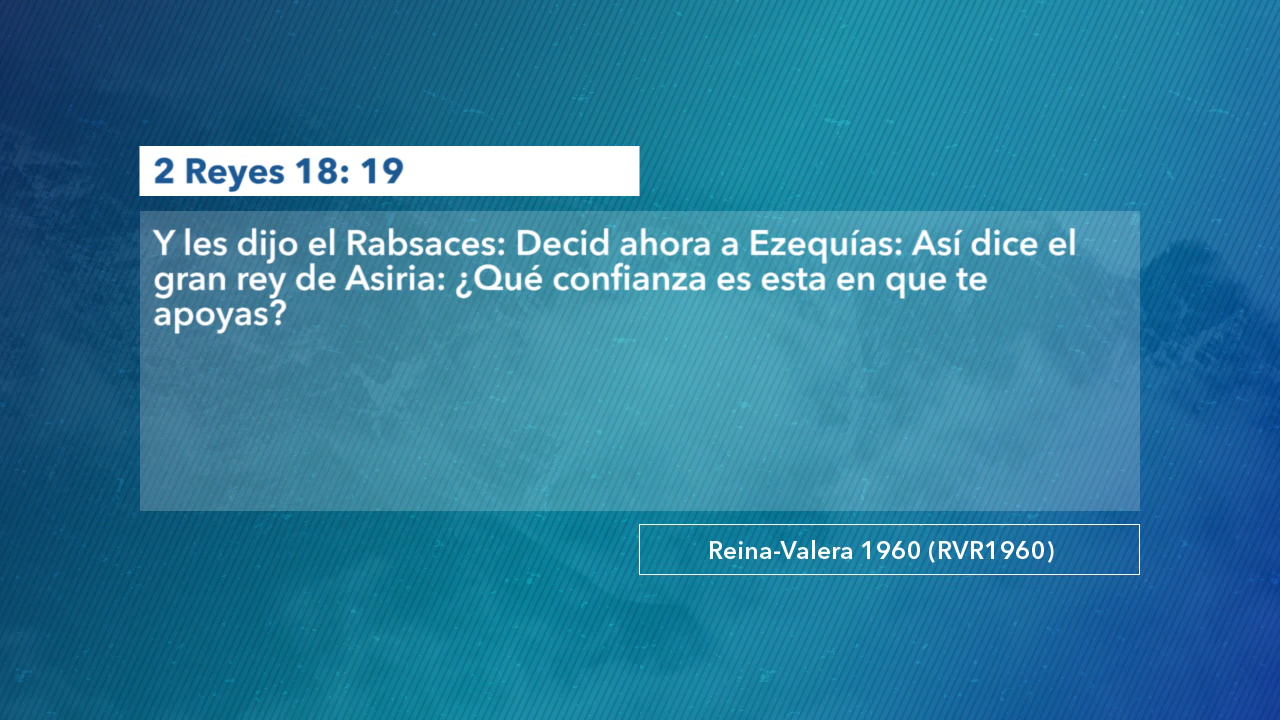 2 Reyes 18: 19
Y les dijo el Rabsaces: Decid ahora a Ezequías: Así dice el
gran rey de Asiria: ¿Qué confianza es esta en que te
apoyas?
Reina-Valera 1960 (RVR1960)